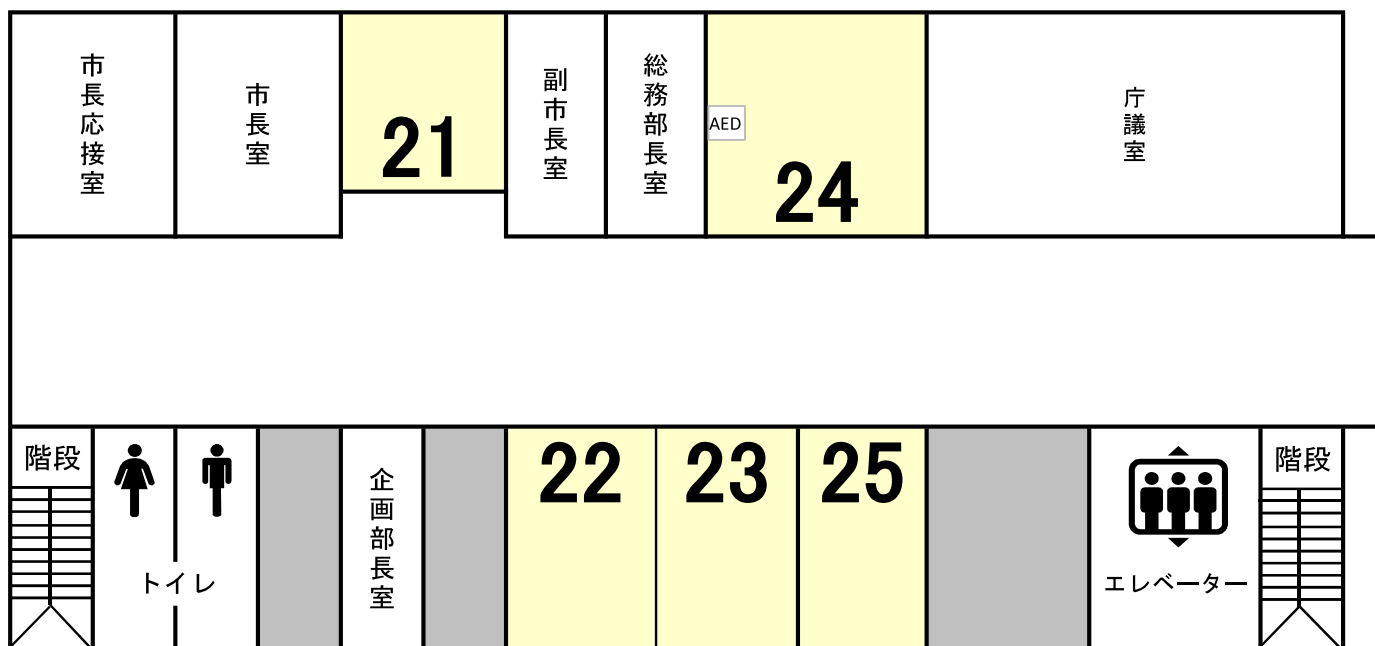 市長応接室
市長室
21
副市長室
総務部長室
AED
24
庁議室
階段
トイレ
企画部長室
22
23
25
エレベーター
階段